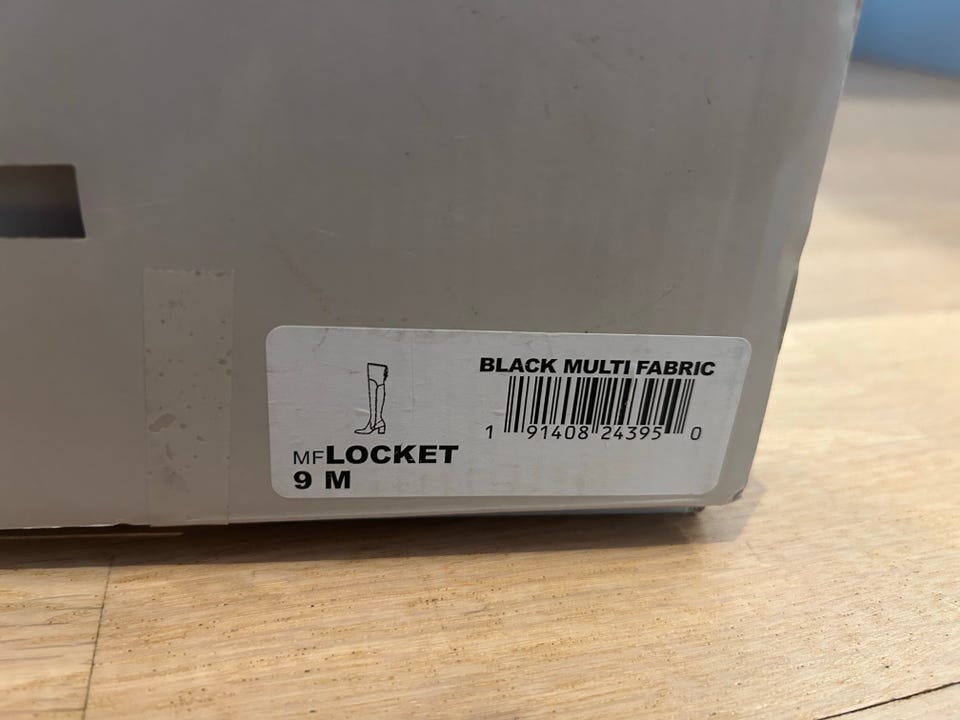 BLACK MULTI FABRIC
1 91408 24395 0
MFLOCKET
9 M